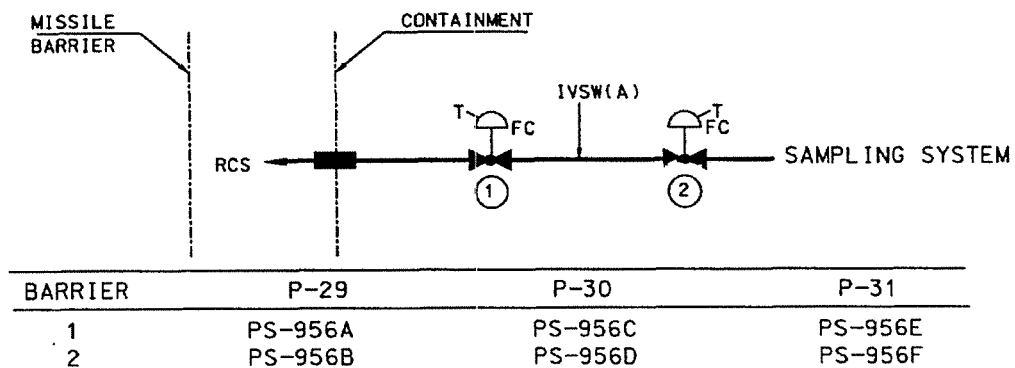 MISSILE
BARRIER
CONTAINMENT
IVSW(A)
T
FC
T
FC
RCS
SAMPLING SYSTEM
1
2
BARRIER P-29 P-30 P-31
1 PS-956A PS-956C PS-956E
2 PS-956B PS-956D PS-956F